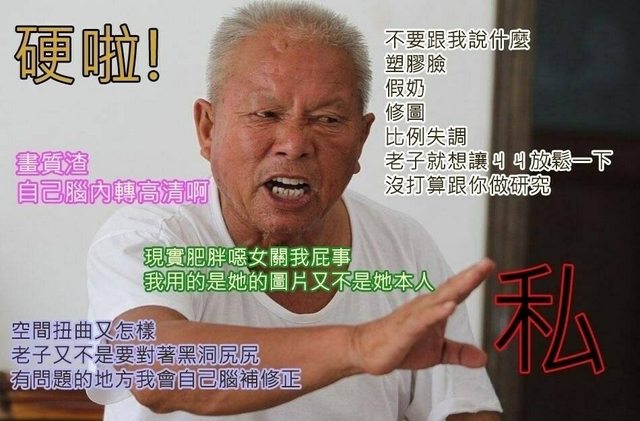 硬啦!
不要跟我說什麼
塑膠臉
假奶
修圖
比例失調
老子就想讓ㄐㄐ放鬆一下
沒打算跟你做研究
畫質渣
自己腦內轉高清啊
現實肥胖噁女關我屁事
我用的是她的圖片又不是她本人
私
空間扭曲又怎樣
老子又不是要對著黑洞尻尻
有問題的地方我會自己腦補修正